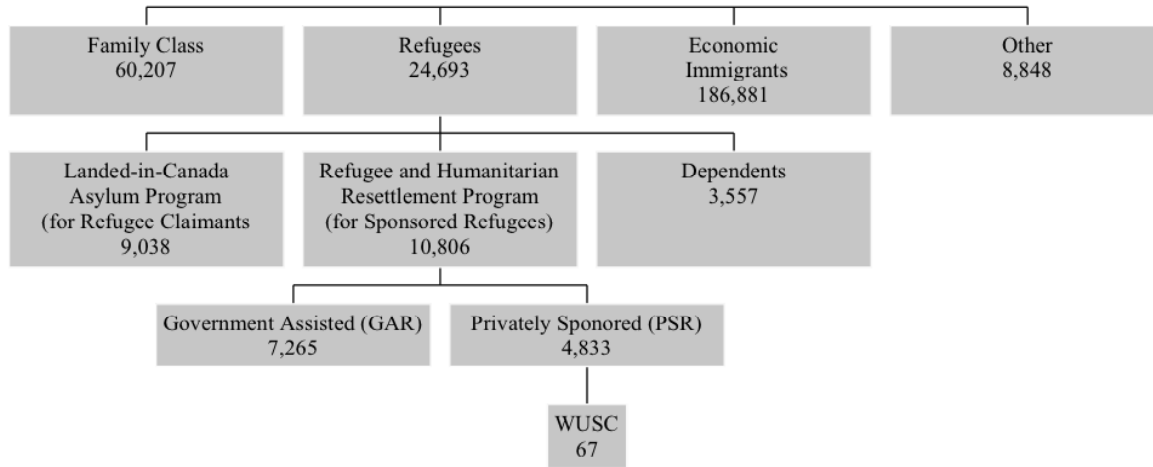 Family Class
60,207
Refugees
24,693
Economic
Immigrants
186,881
Other
8,848
Landed-in-Canada
Asylum Program
(for Refugee Claimants
9,038
Refugee and Humanitarian
Resettlement Program
(for Sponsored Refugees)
10,806
Dependents
3,557
Government Assisted (GAR)
7,265
Privately Sponored (PSR)
4,833
WUSC
67